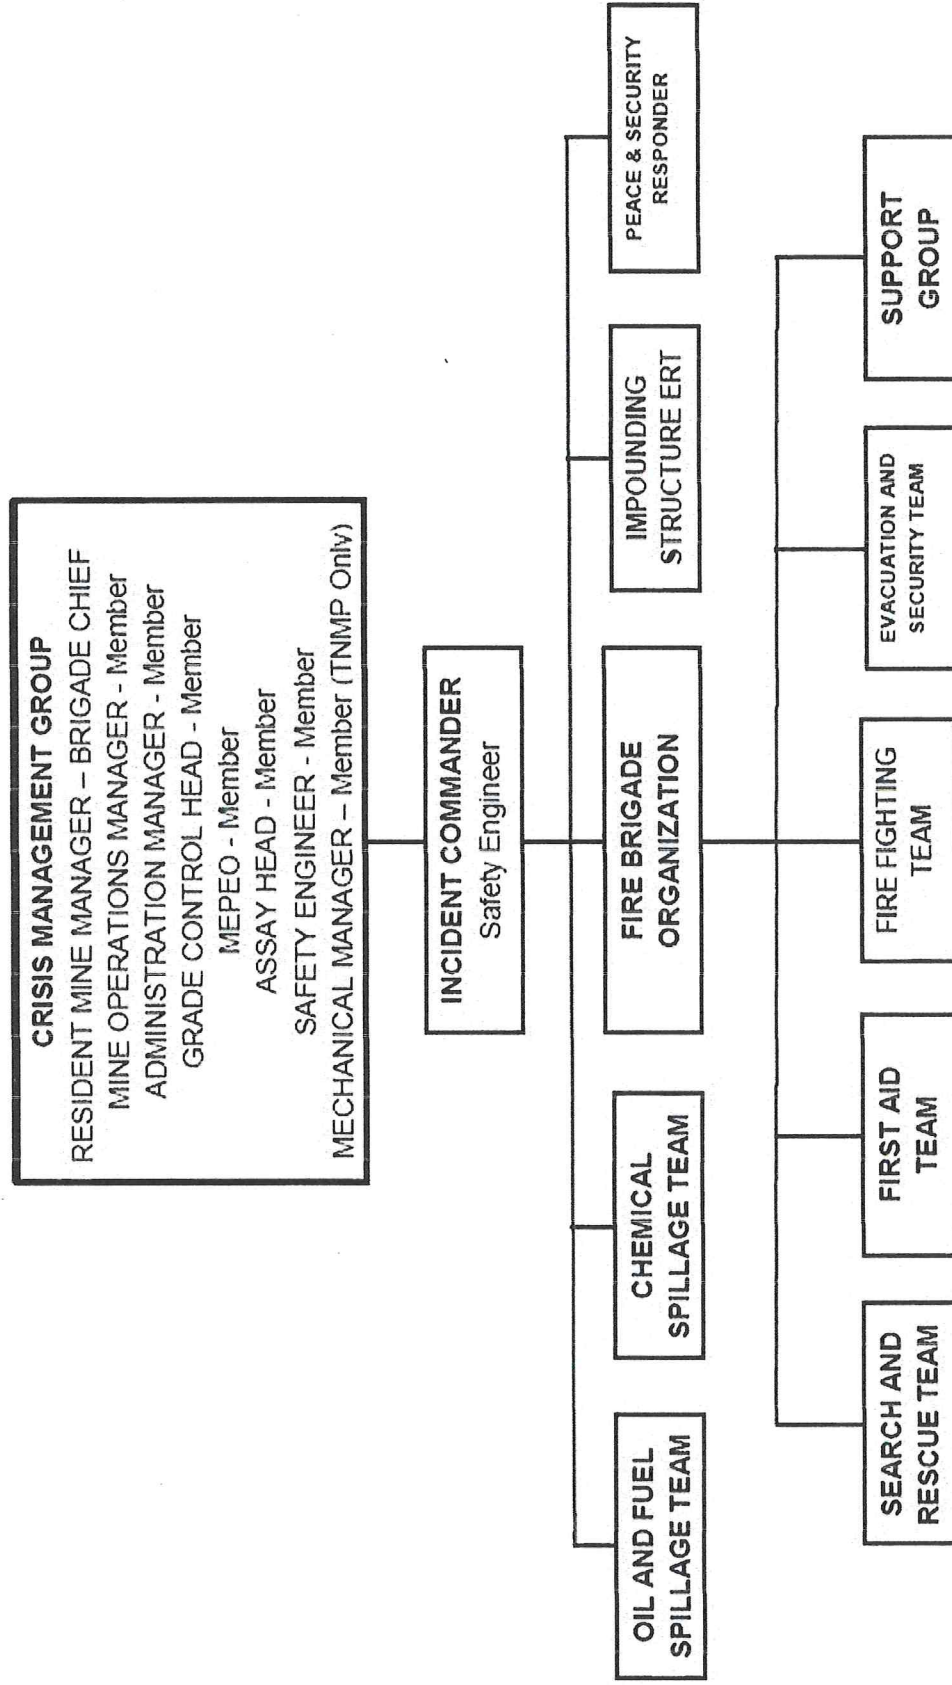 CRISIS MANAGEMENT GROUP
RESIDENT MINE MANAGER – BRIGADE CHIEF
MINE OPERATIONS MANAGER - Member
ADMINISTRATION MANAGER - Member
GRADE CONTROL HEAD - Member
MEPEO - Member
ASSAY HEAD - Member
SAFETY ENGINEER - Member
MECHANICAL MANAGER – Member (TNMP Only)
INCIDENT COMMANDER
Safety Engineer
OIL AND FUEL
SPILLAGE TEAM
CHEMICAL
SPILLAGE TEAM
FIRE BRIGADE
ORGANIZATION
IMPOUNDING
STRUCTURE ERT
PEACE & SECURITY
RESPONDER
SEARCH AND
RESCUE TEAM
FIRST AID
TEAM
FIRE FIGHTING
TEAM
EVACUATION AND
SECURITY TEAM
SUPPORT
GROUP